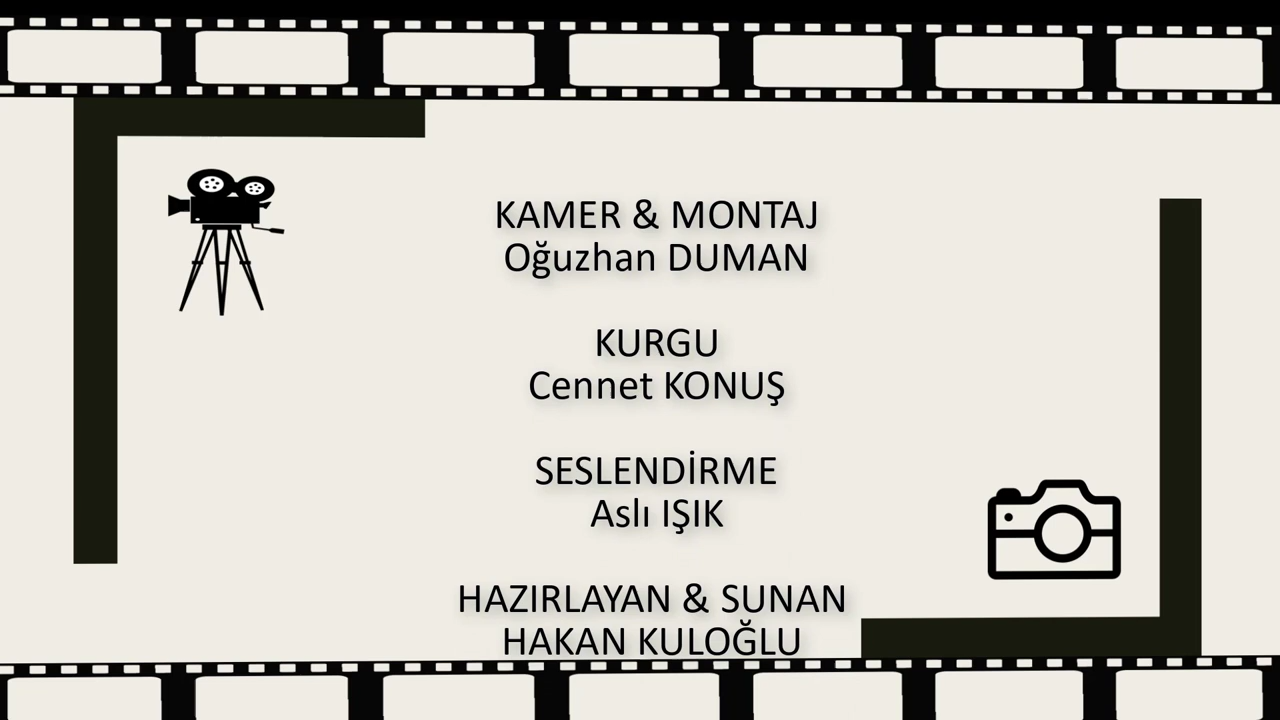 KAMER & MONTAJ
Oğuzhan DUMAN
KURGU
Cennet KONUŞ
SESLENDİRME
Aslı IŞIK
HAZIRLAYAN & SUNAN
HAKAN KULOĞLU